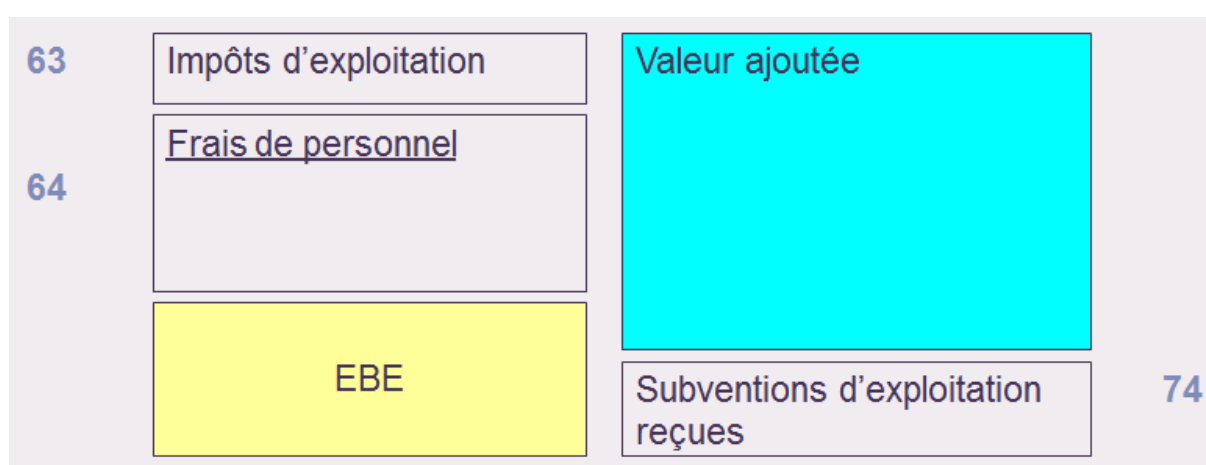 63
Impôts d'exploitation
Valeur ajoutée
Frais de personnel
64
EBE
Subventions d'exploitation
reçues
74